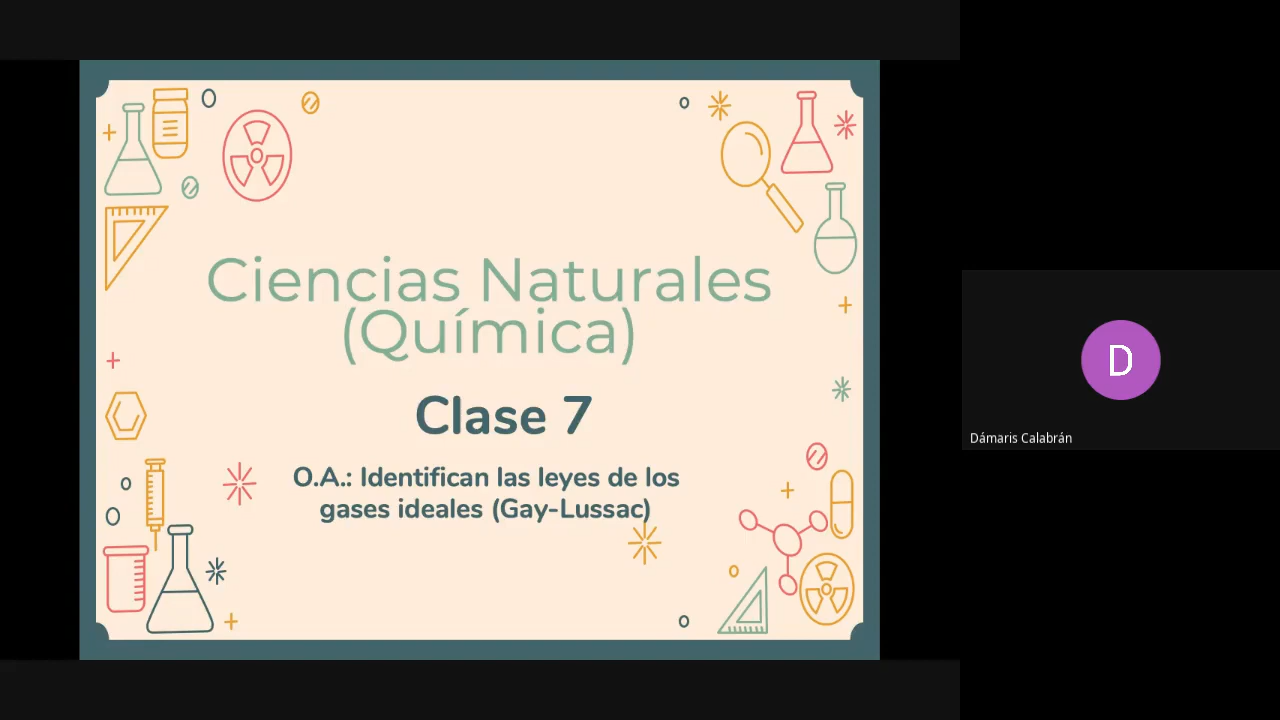 Ciencias Naturales
(Química)
Clase 7
O.A.: Identifican las leyes de los
gases ideales (Gay-Lussac)
D
Dámaris Calabrán